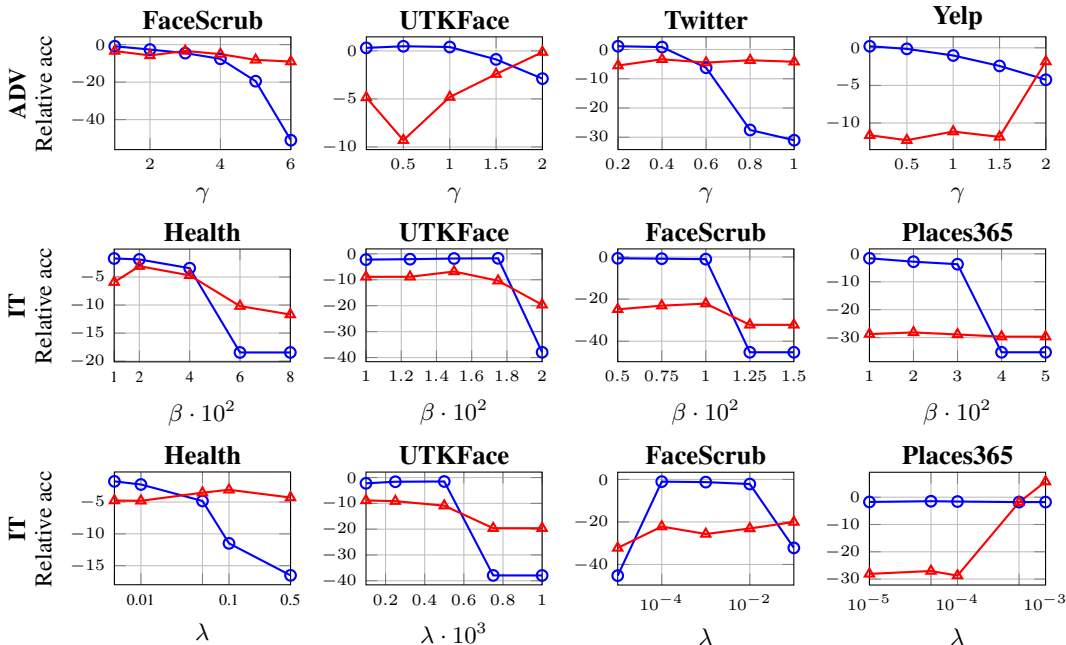 FaceScrub UTKFace Twitter Yelp
ADV
Relative acc
0 −20 −40
2 4 6
γ
0 −5 −10
0.5 1 1.5 2
γ
0 −10 −20 −30
0.2 0.4 0.6 0.8 1
γ
0 −5 −10
0.5 1 1.5 2
γ
Health UTKFace FaceScrub Places365
IT
Relative acc
−5 −10 −15 −20
1 2 4 6 8
β · 10²
0 −10 −20 −30 −40
1 1.2 1.4 1.6 1.8 2
β · 10²
0 −20 −40
0.5 0.75 1 1.25 1.5
β · 10²
0 −10 −20 −30
1 2 3 4 5
β · 10²
Health UTKFace FaceScrub Places365
IT
Relative acc
−5 −10 −15
0.01 0.1 0.5
λ
0 −10 −20 −30 −40
0.2 0.4 0.6 0.8 1
λ · 10³
0 −20 −40
10⁻⁴ 10⁻²
λ
0 −10 −20 −30
10⁻⁵ 10⁻⁴ 10⁻³
λ